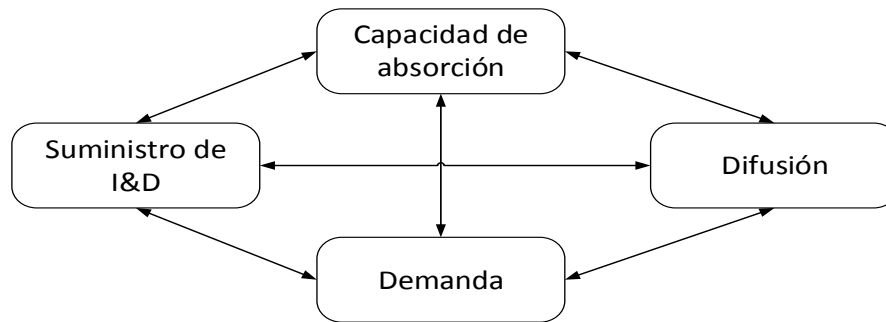 Capacidad de
absorción
Suministro de
I&D
Difusión
Demanda